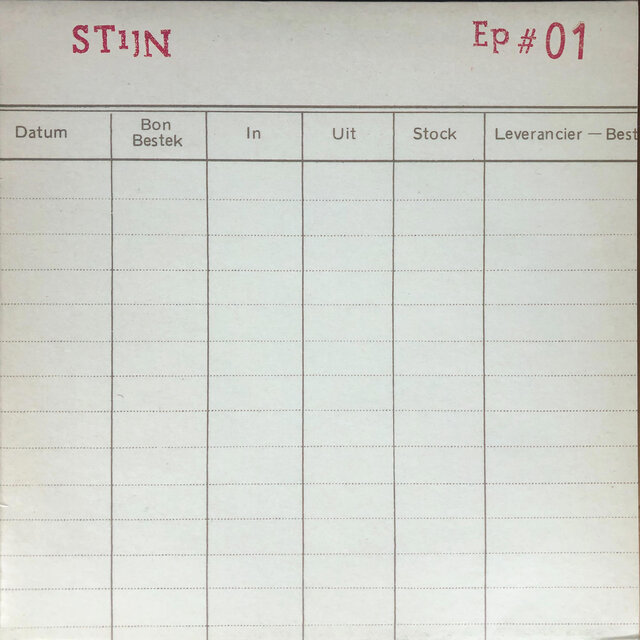 STIJN Ep # 01
Datum Bon Bestek In Uit Stock Leverancier — Best